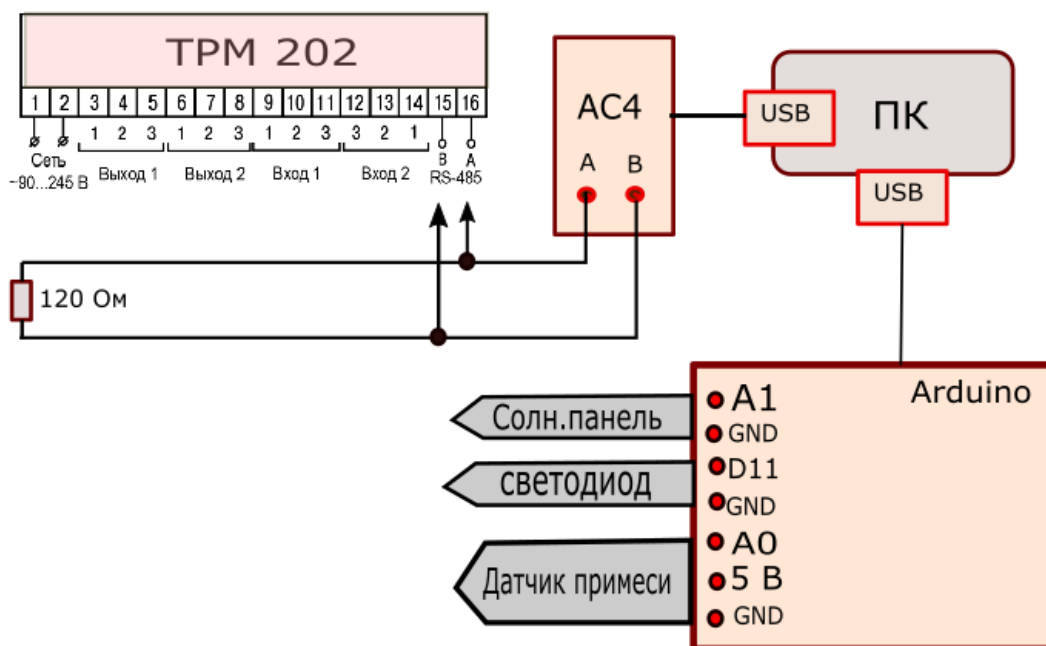 ТРМ 202
1 2 3 4 5 6 7 8 9 10 11 12 13 14 15 16
1 2 3 1 2 3 1 2 3 3 2 1 B A
Сеть
~90...245 В
Выход 1 Выход 2 Вход 1 Вход 2 RS-485
АС4
A B
USB
ПК
USB
120 Ом
Arduino
Солн.панель
A1
GND
светодиод
D11
GND
Датчик примеси
A0
5 В
GND